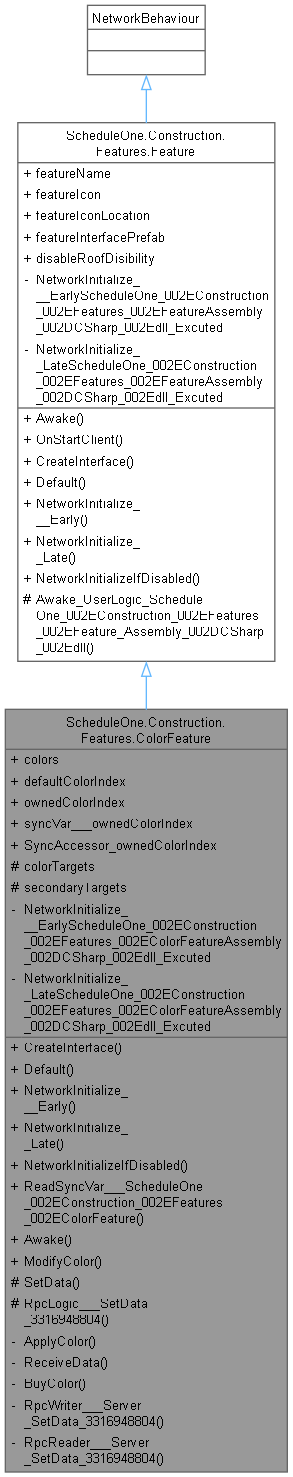 NetworkBehaviour
ScheduleOne.Construction.
Features.Feature
+ featureName
+ featureIcon
+ featureIconLocation
+ featureInterfacePrefab
+ disableRoofDisibility
- NetworkInitialize_
__EarlyScheduleOne_002EConstruction
_002EFeatures_002EFeatureAssembly
_002DCSharp_002Edll_Excuted
- NetworkInitialize_
_LateScheduleOne_002EConstruction
_002EFeatures_002EFeatureAssembly
_002DCSharp_002Edll_Excuted
+ Awake()
+ OnStartClient()
+ CreateInterface()
+ Default()
+ NetworkInitialize_
__Early()
+ NetworkInitialize_
_Late()
+ NetworkInitializeIfDisabled()
# Awake_UserLogic_Schedule
One_002EConstruction_002EFeatures
_002EFeature_Assembly_002DCSharp
_002Edll()
ScheduleOne.Construction.
Features.ColorFeature
+ colors
+ defaultColorIndex
+ ownedColorIndex
+ syncVar___ownedColorIndex
+ SyncAccessor_ownedColorIndex
# colorTargets
# secondaryTargets
- NetworkInitialize_
__EarlyScheduleOne_002EConstruction
_002EFeatures_002EColorFeatureAssembly
_002DCSharp_002Edll_Excuted
- NetworkInitialize_
_LateScheduleOne_002EConstruction
_002EFeatures_002EColorFeatureAssembly
_002DCSharp_002Edll_Excuted
+ CreateInterface()
+ Default()
+ NetworkInitialize_
__Early()
+ NetworkInitialize_
_Late()
+ NetworkInitializeIfDisabled()
+ ReadSyncVar___ScheduleOne
_002EConstruction_002EFeatures
_002EColorFeature()
+ Awake()
+ ModifyColor()
# SetData()
# RpcLogic___SetData
_3316948804()
- ApplyColor()
- ReceiveData()
- BuyColor()
- RpcWriter___Server
_SetData_3316948804()
- RpcReader___Server
_SetData_3316948804()